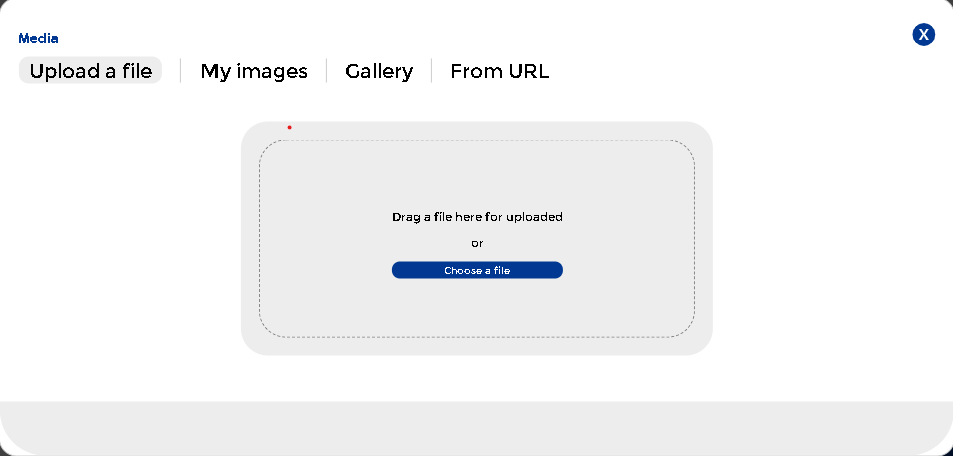 Media
X
Upload a file
My images
Gallery
From URL
Drag a file here for uploaded
or
Choose a file